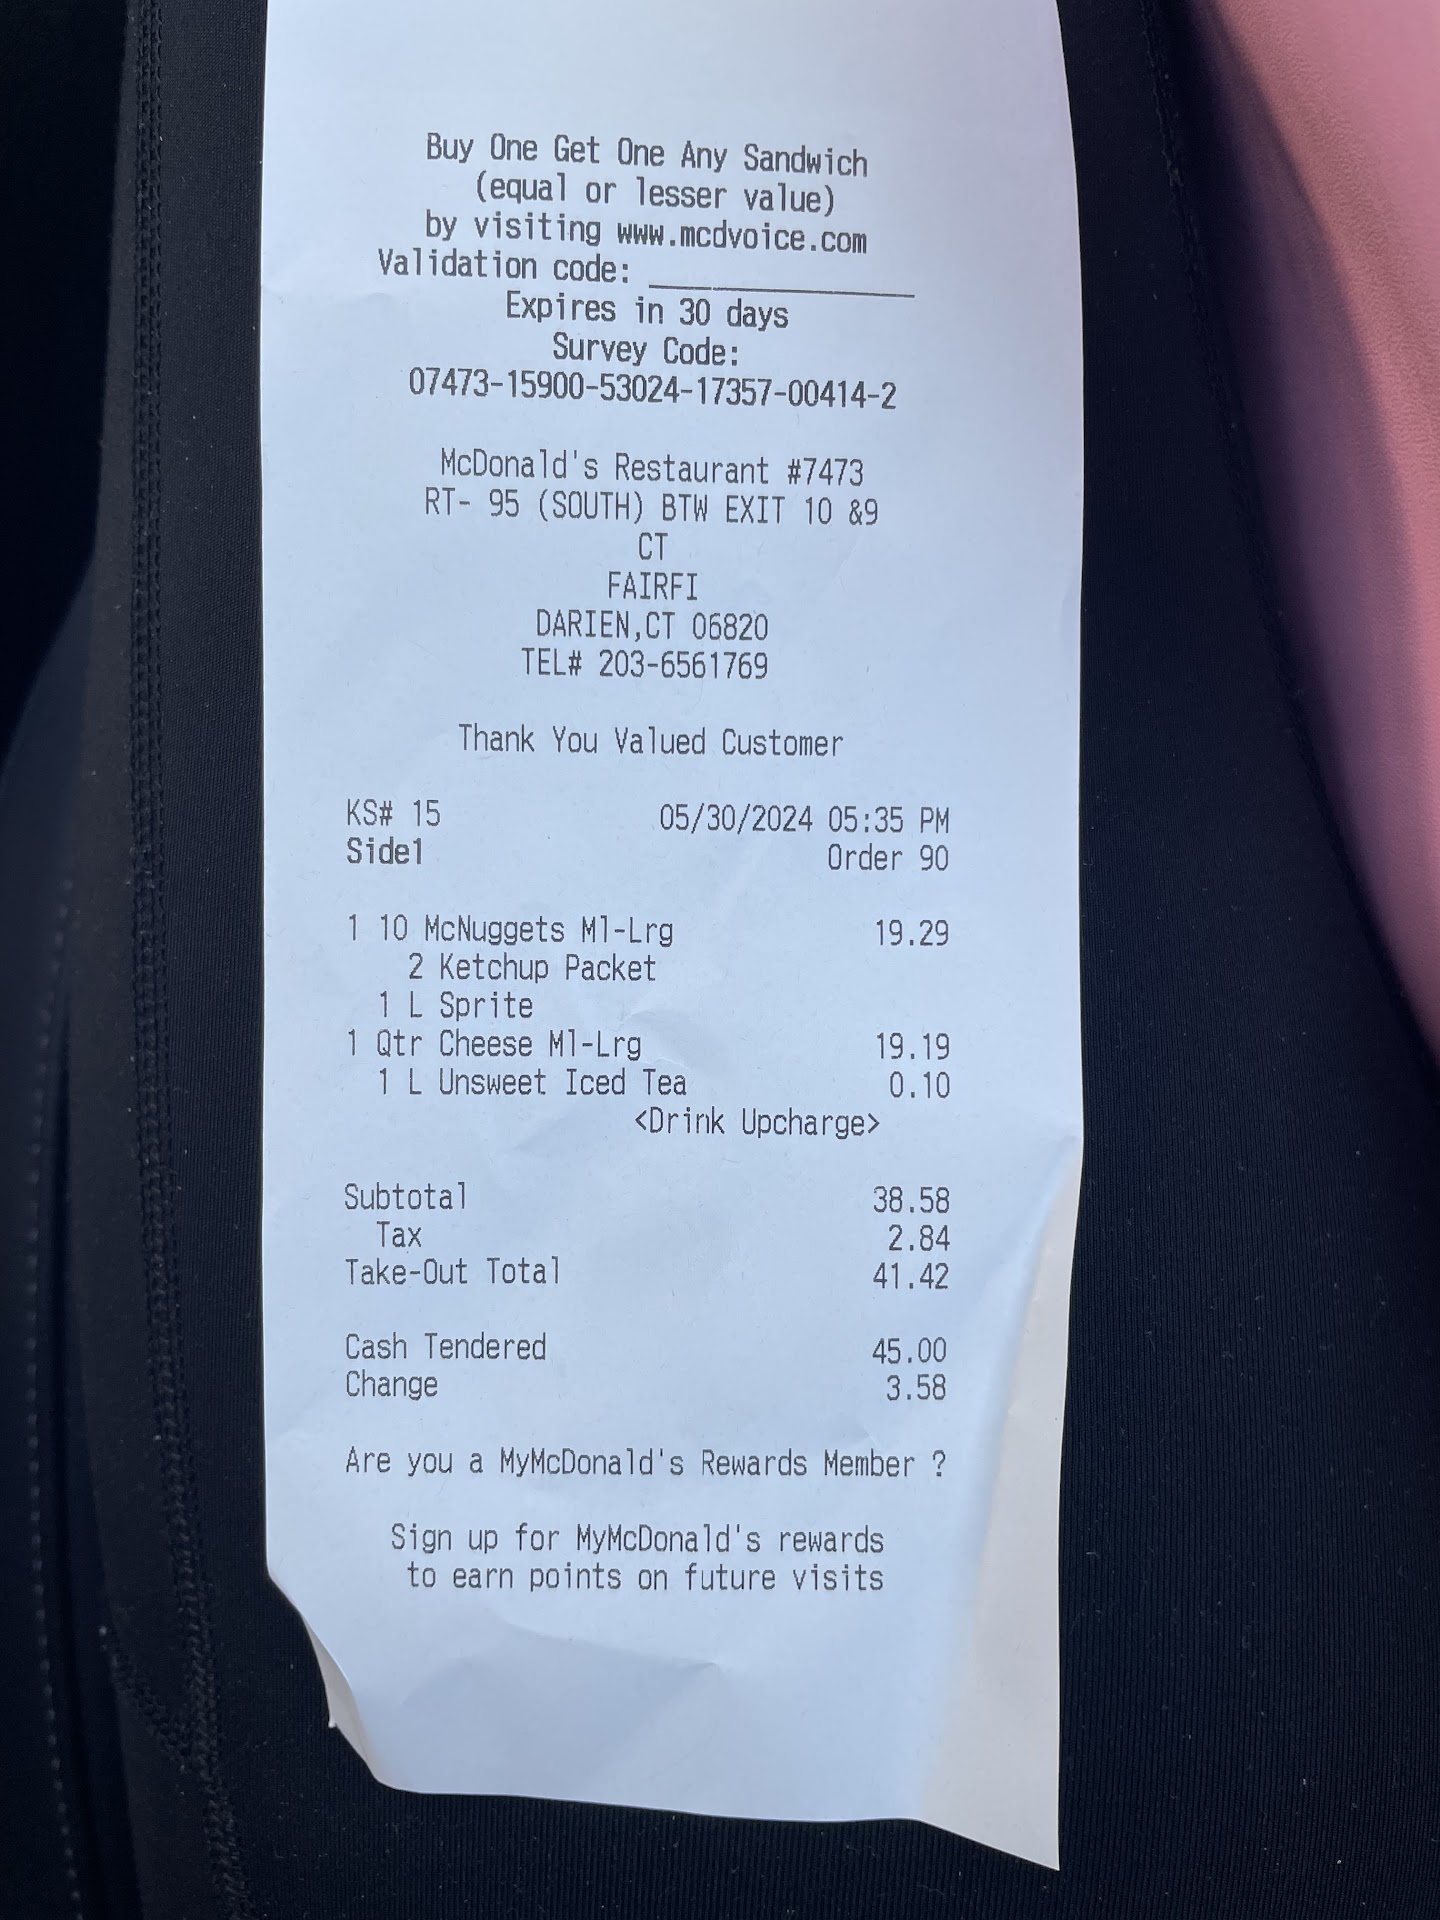 Buy One Get One Any Sandwich
(equal or lesser value)
by visiting www.mcdvoice.com
Validation code: ________________
Expires in 30 days
Survey Code:
07473-15900-53024-17357-00414-2
McDonald's Restaurant #7473
RT- 95 (SOUTH) BTW EXIT 10 &9
CT
FAIRFI
DARIEN,CT 06820
TEL# 203-6561769
Thank You Valued Customer
KS# 15 05/30/2024 05:35 PM
Side1 Order 90
1 10 McNuggets Ml-Lrg 19.29
2 Ketchup Packet
1 L Sprite
1 Qtr Cheese Ml-Lrg 19.19
1 L Unsweet Iced Tea 0.10
<Drink Upcharge>
Subtotal 38.58
Tax 2.84
Take-Out Total 41.42
Cash Tendered 45.00
Change 3.58
Are you a MyMcDonald's Rewards Member ?
Sign up for MyMcDonald's rewards
to earn points on future visits